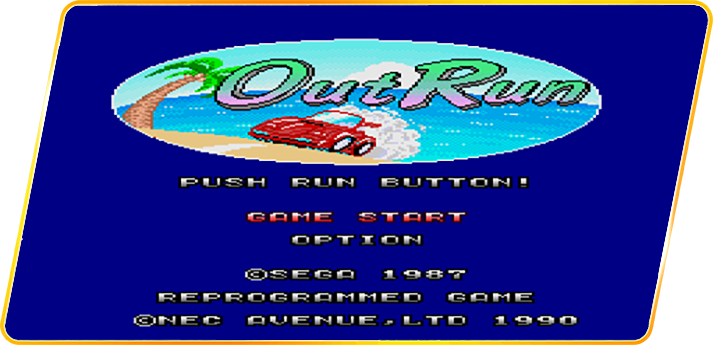 OutRun
PUSH RUN BUTTON!
GAME START
OPTION
©SEGA 1987
REPROGRAMMED GAME
©NEC AVENUE,LTD 1990